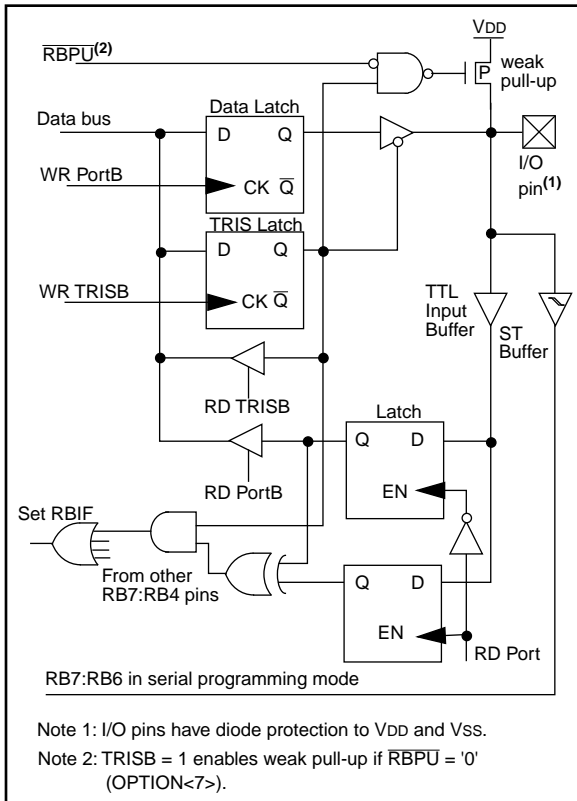 VDD
RBPU(2)
weak
pull-up
P
Data Latch
Data bus
D Q
I/O
pin(1)
WR PortB
CK Q
TRIS Latch
D Q
WR TRISB
CK Q
TTL
Input
Buffer
ST
Buffer
RD TRISB
Latch
Q D
RD PortB
EN
Set RBIF
From other
RB7:RB4 pins
Q D
EN
RD Port
RB7:RB6 in serial programming mode
Note 1: I/O pins have diode protection to VDD and VSS.
Note 2: TRISB = 1 enables weak pull-up if RBPU = '0'
(OPTION<7>).